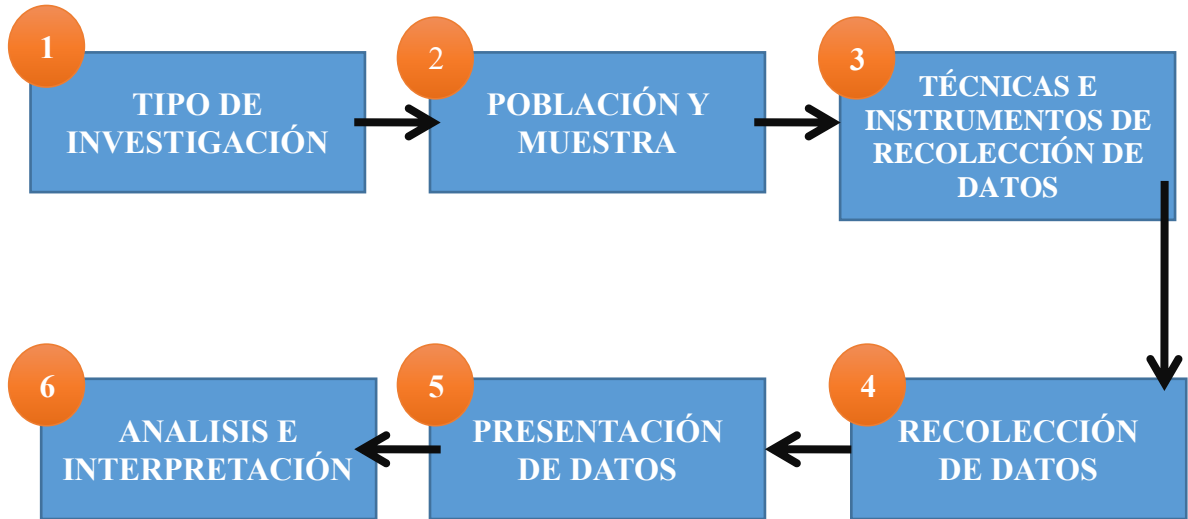 1
TIPO DE
INVESTIGACIÓN
2
POBLACIÓN Y
MUESTRA
3
TÉCNICAS E
INSTRUMENTOS DE
RECOLECCIÓN DE
DATOS
4
RECOLECCIÓN
DE DATOS
5
PRESENTACIÓN
DE DATOS
6
ANALISIS E
INTERPRETACIÓN